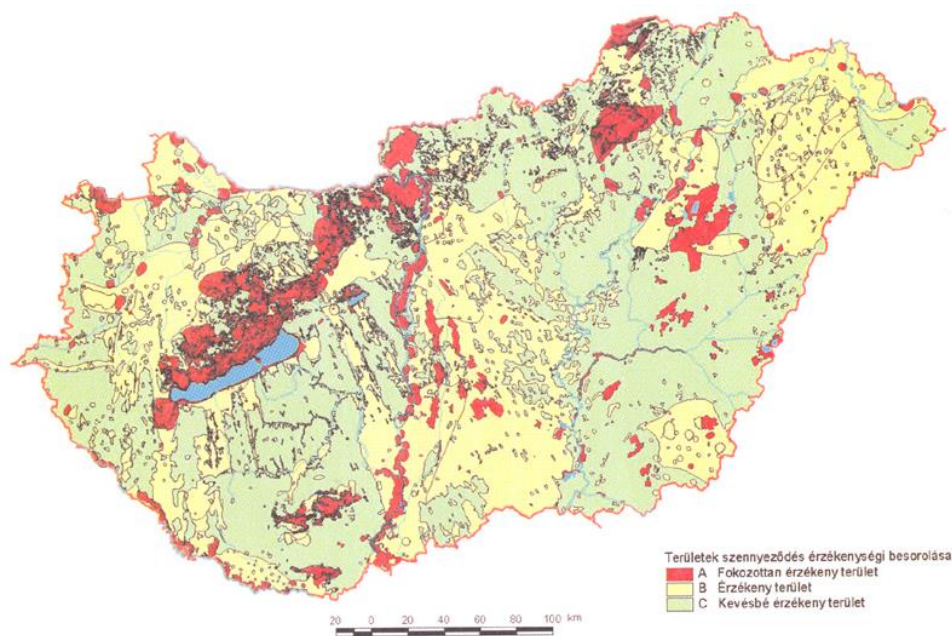 Területek szennyeződés érzékenységi besorolása
A Fokozottan érzékeny terület
B Érzékeny terület
C Kevésbé érzékeny terület
20 0 20 40 60 80 100 km